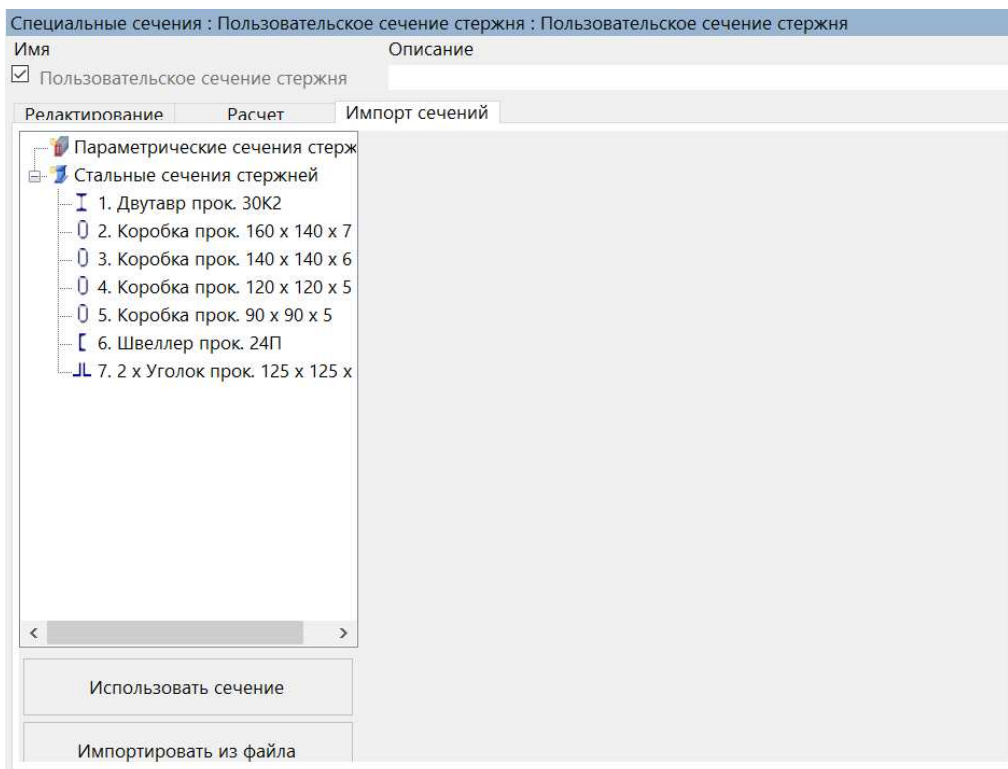 Специальные сечения : Пользовательское сечение стержня : Пользовательское сечение стержня
Имя Описание
Пользовательское сечение стержня
Редактирование Расчет Импорт сечений
Параметрические сечения стерж
Стальные сечения стержней
1. Двутавр прок. 30К2
2. Коробка прок. 160 x 140 x 7
3. Коробка прок. 140 x 140 x 6
4. Коробка прок. 120 x 120 x 5
5. Коробка прок. 90 x 90 x 5
6. Швеллер прок. 24П
7. 2 x Уголок прок. 125 x 125 x
Использовать сечение
Импортировать из файла